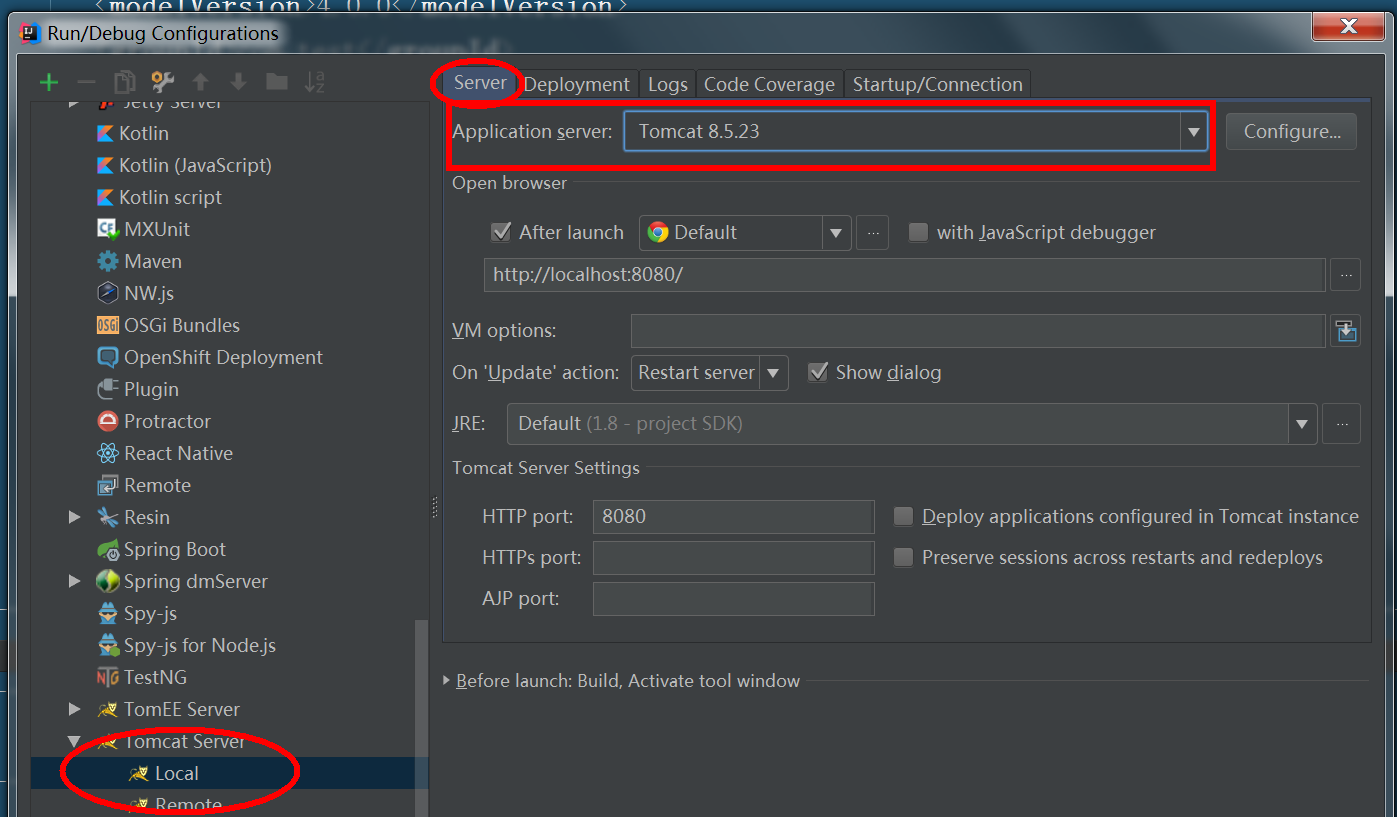 <modelVersion>4.0.0</modelVersion>
Run/Debug Configurations
Server
Deployment
Logs
Code Coverage
Startup/Connection
Jetty Server
Kotlin
Kotlin (JavaScript)
Kotlin script
MXUnit
Maven
NW.js
OSGi OSGi Bundles
OpenShift Deployment
Plugin
Protractor
React Native
Remote
Resin
Spring Boot
Spring dmServer
Spy-js
Spy-js for Node.js
TestNG
TomEE Server
Tomcat Server
Local
Remote
Application server: Tomcat 8.5.23 Configure...
Open browser
After launch Default ... with JavaScript debugger
http://localhost:8080/ ...
VM options:
On 'Update' action: Restart server Show dialog
JRE: Default (1.8 - project SDK) ...
Tomcat Server Settings
HTTP port: 8080 Deploy applications configured in Tomcat instance
HTTPs port: Preserve sessions across restarts and redeploys
AJP port:
Before launch: Build, Activate tool window